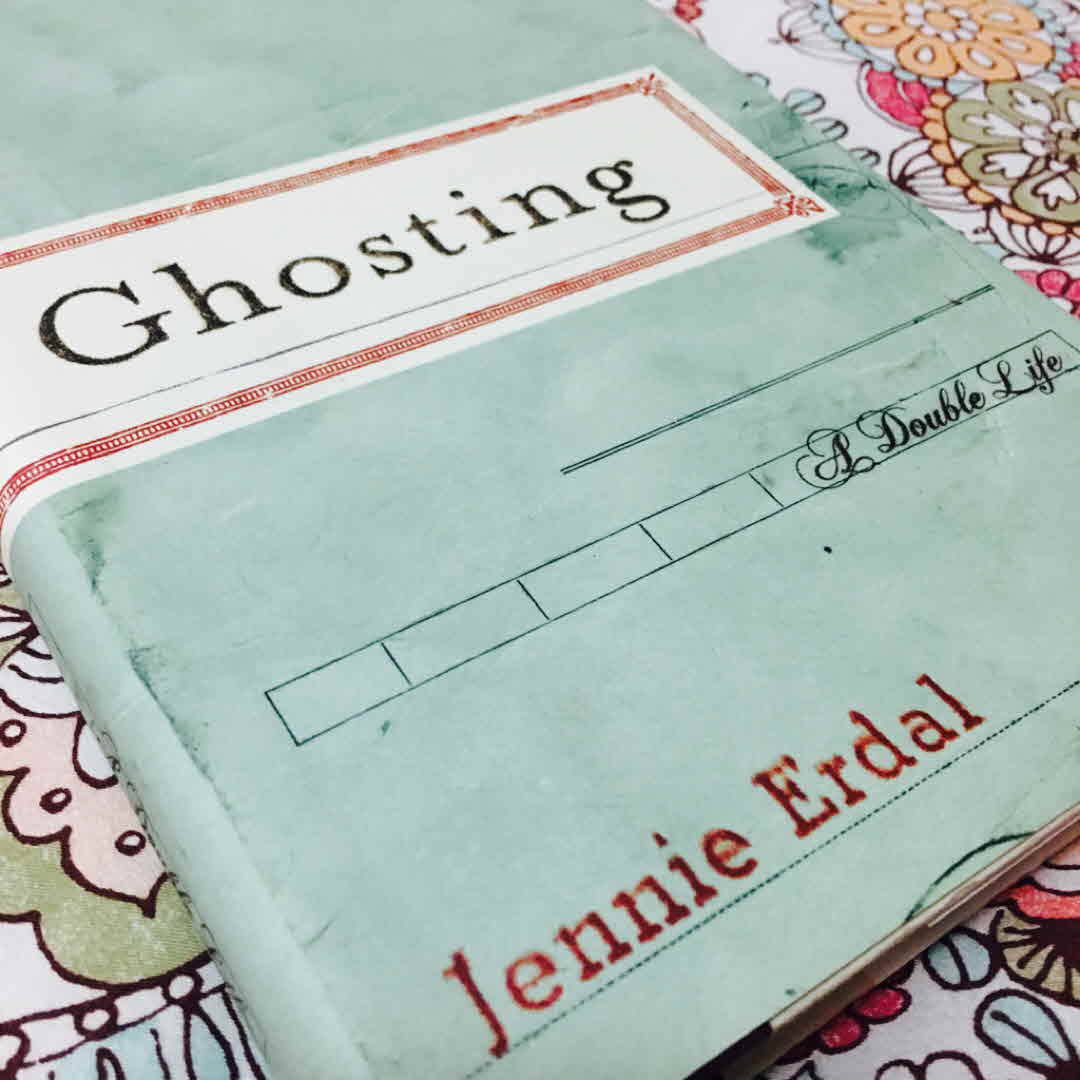 Ghosting
A Double Life
Jennie Erdal